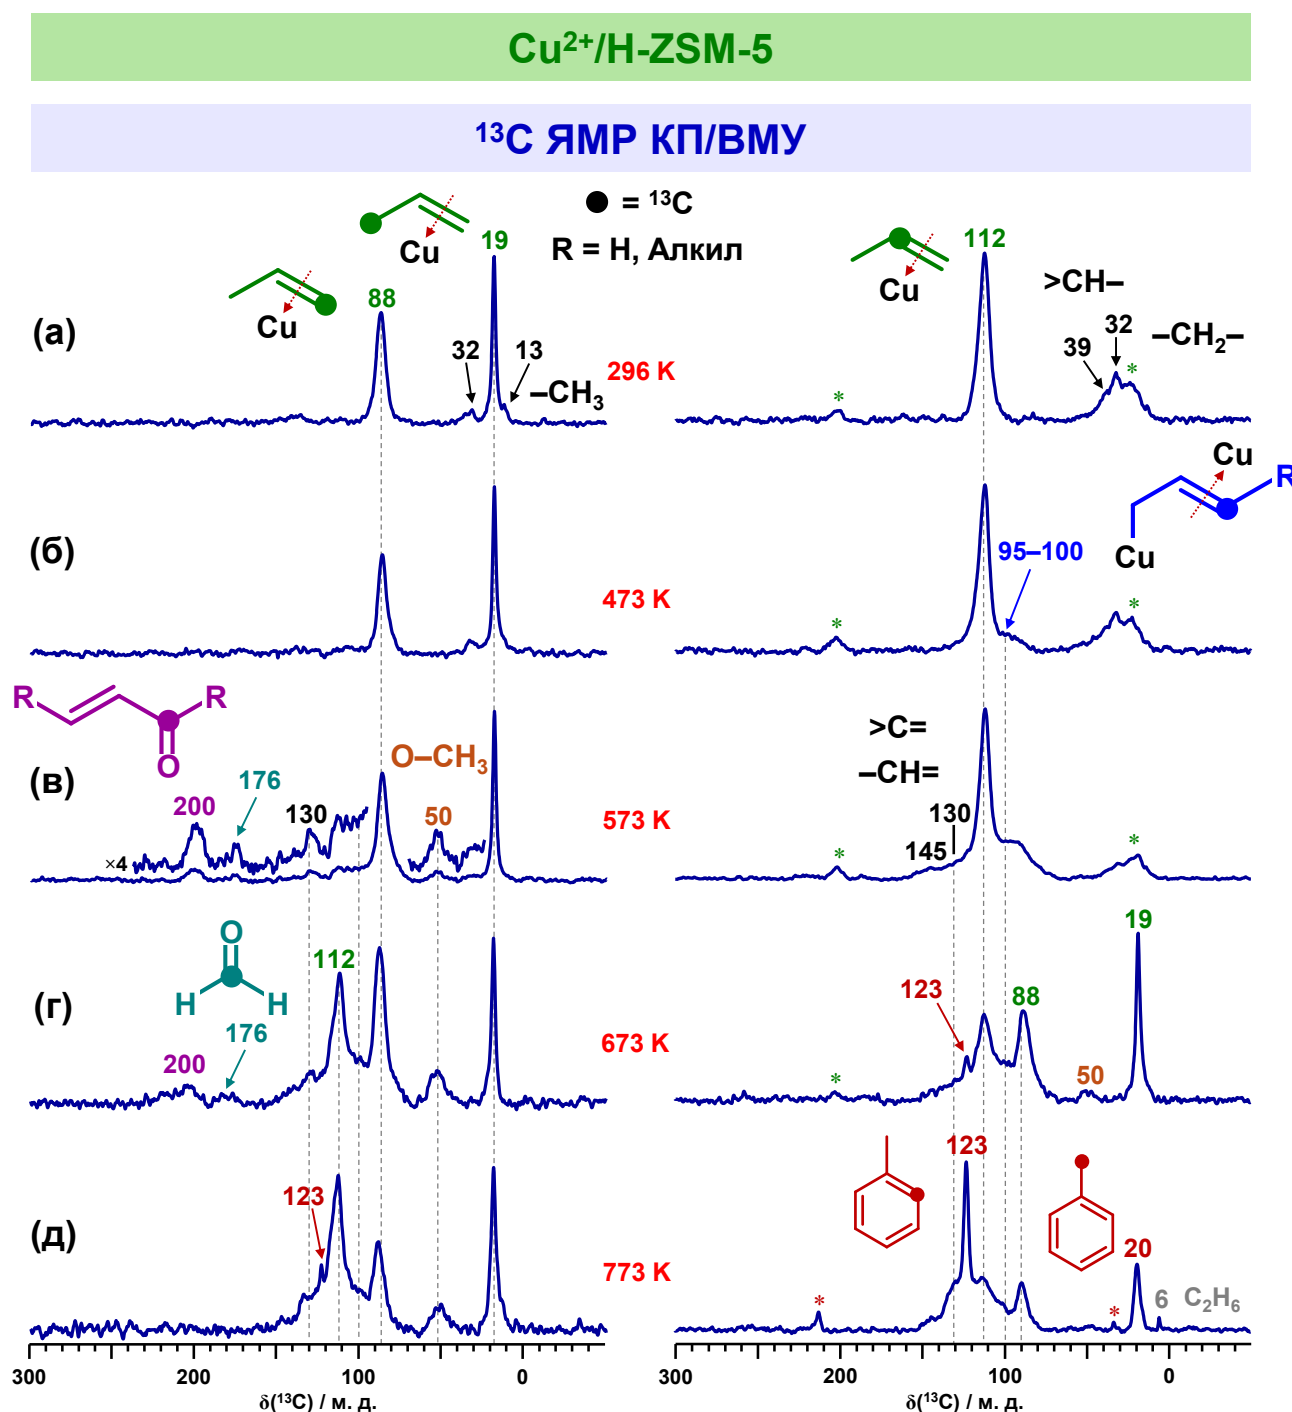 Cu²⁺/H-ZSM-5
¹³C ЯМР КП/ВМУ
● = ¹³C
R = H, Алкил
(а)
Cu
88
Cu
19
32
13
–CH₃
296 K
Cu
112
>CH–
39
32
–CH₂–
*
*
(б)
473 K
95–100
Cu
Cu
R
*
*
(в)
R
R
O
200
176
130
O–CH₃
50
×4
573 K
>C=
–CH=
130
145
*
*
(г)
O
H
H
200
176
112
673 K
123
88
50
19
*
(д)
123
773 K
123
20
6
C₂H₆
*
*
300
200
100
0
δ(¹³C) / м. д.
300
200
100
0
δ(¹³C) / м. д.